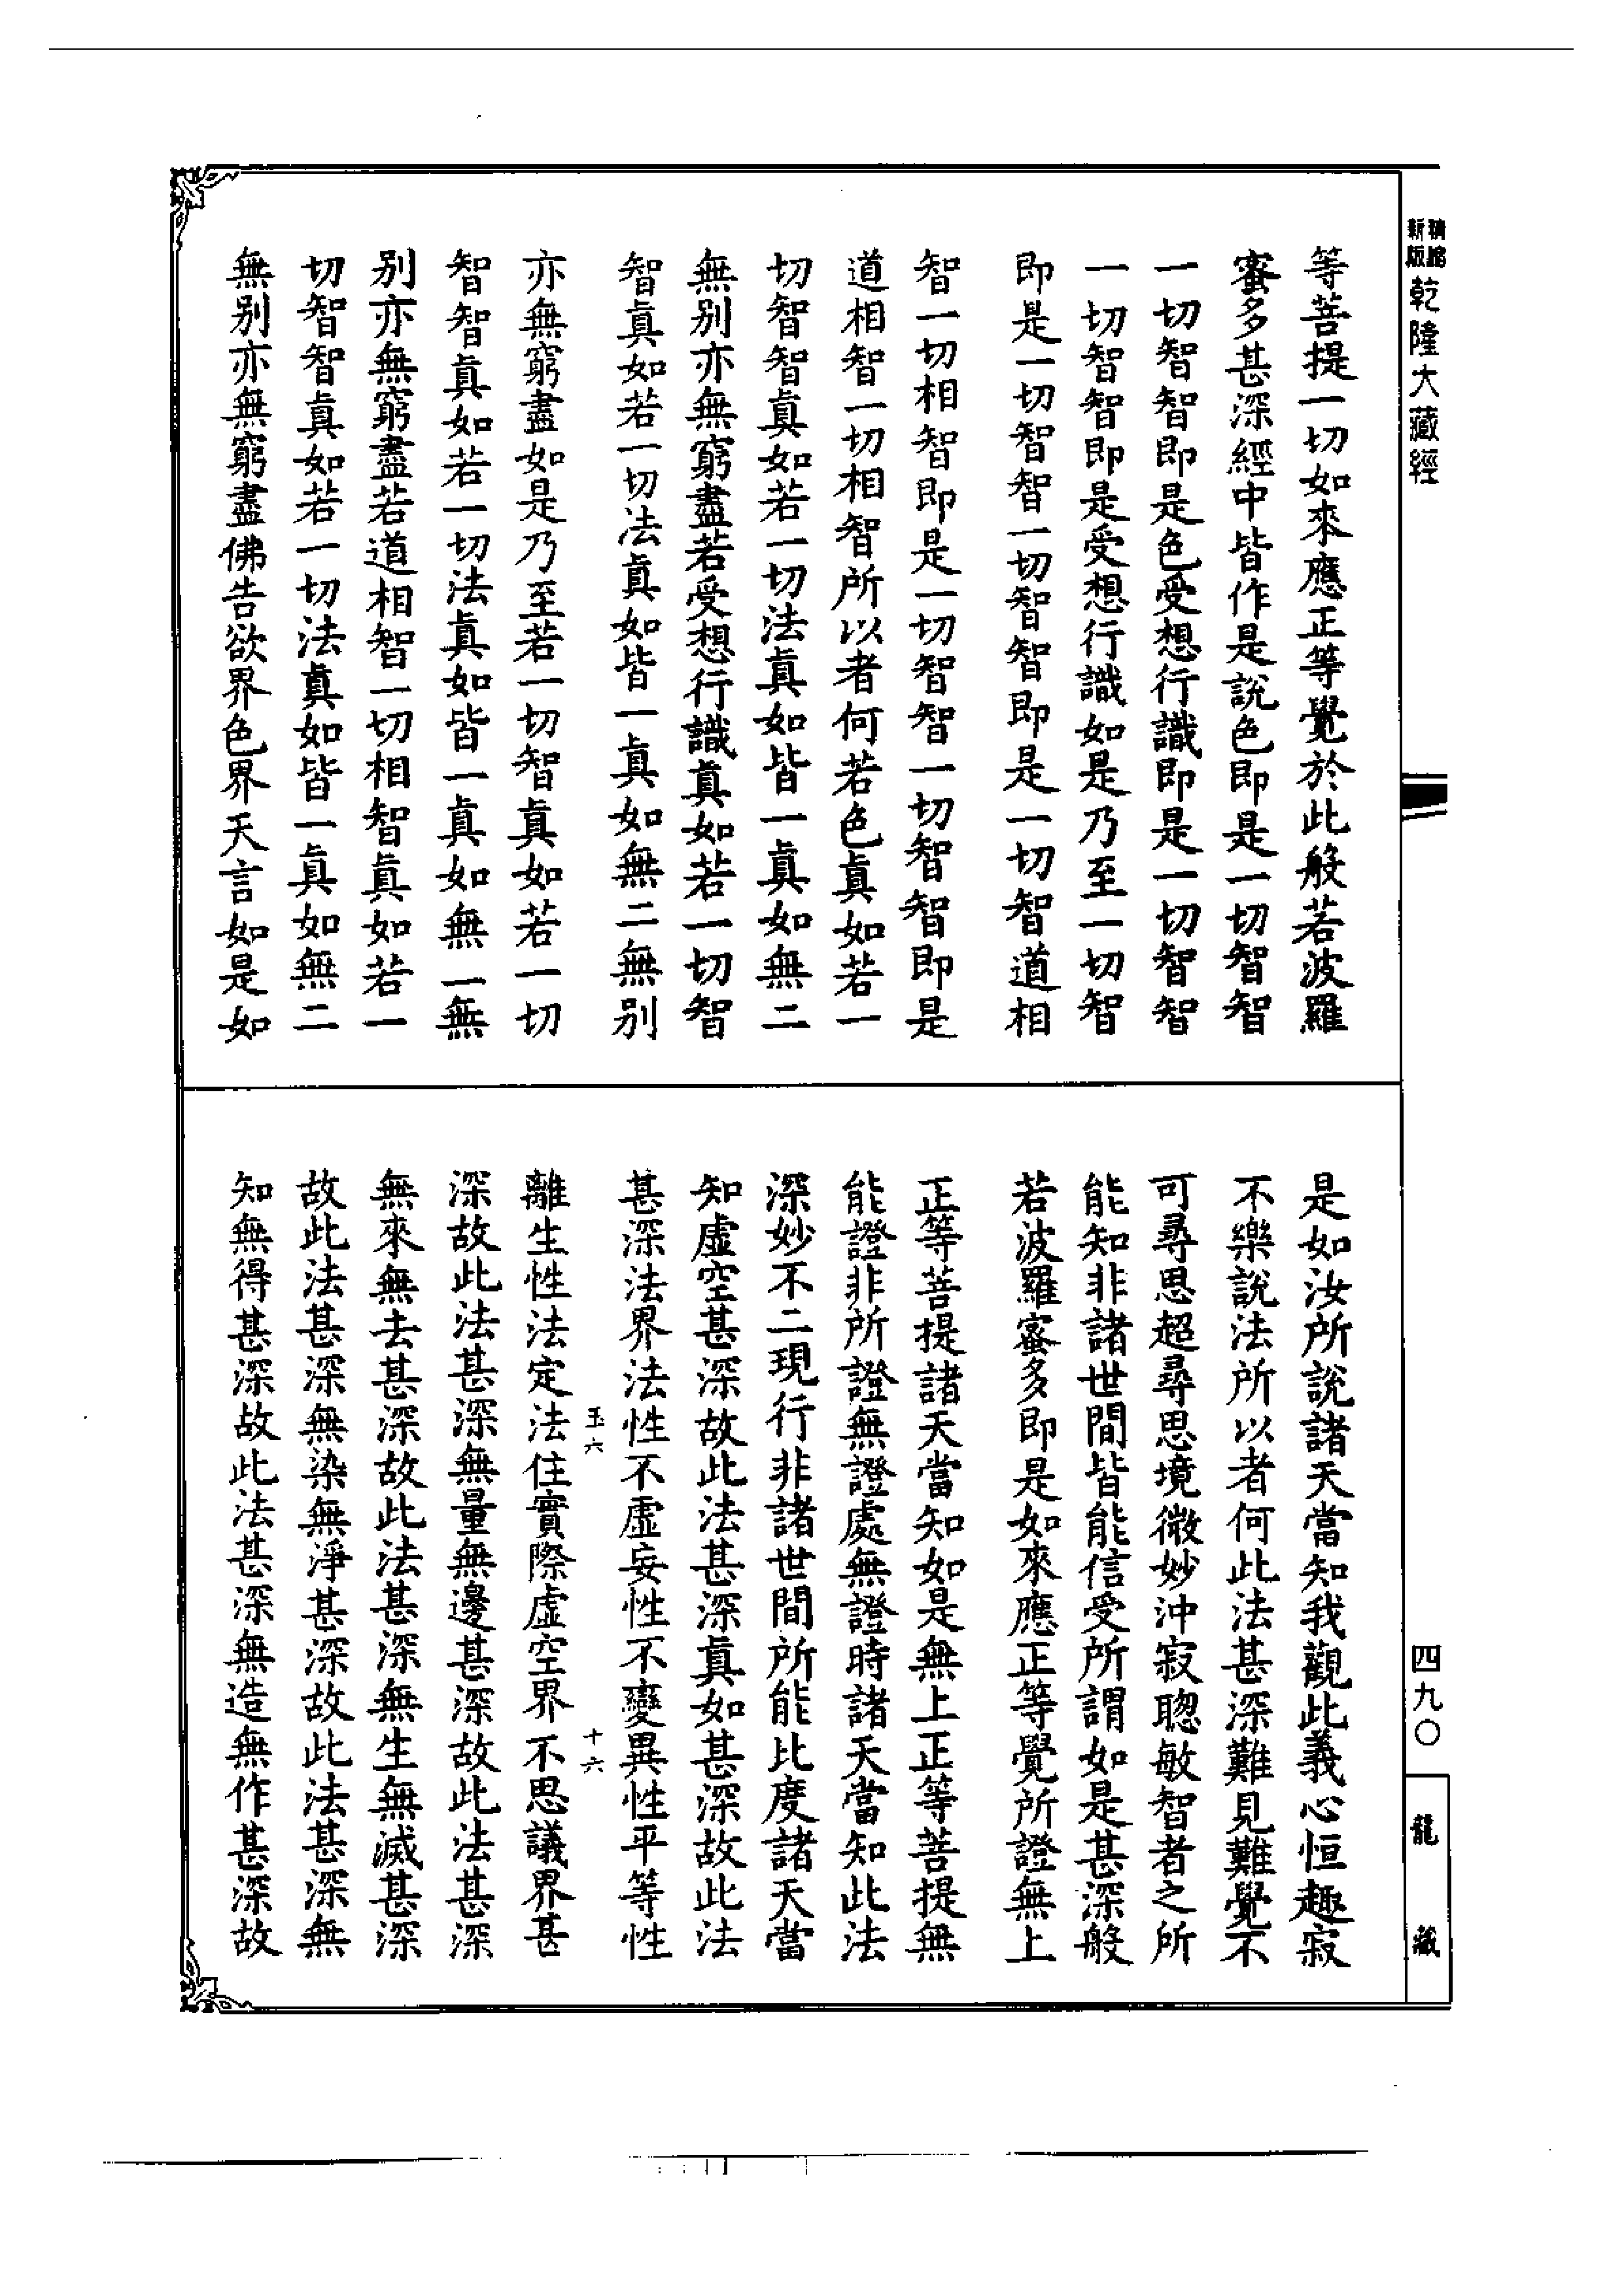 精縮新版乾隆大藏經
等菩提一切如來應正等覺於此般若波羅
蜜多甚深經中皆作是說色即是一切智智
一切智智即是色受想行識即是一切智智
一切智智即是受想行識如是乃至一切智
即是一切智智一切智智即是一切智道相
智一切相智即是一切智智一切智智即是
道相智一切相智所以者何若色眞如若一
切智智眞如若一切法眞如皆一眞如無二
無别亦無窮盡若受想行識眞如若一切智
智眞如若一切法眞如皆一眞如無二無别
亦無窮盡如是乃至若一切智眞如若一切
智智眞如若一切法眞如皆一眞如無二無
别亦無窮盡若道相智一切相智眞如若一
切智智眞如若一切法眞如皆一眞如無二
無别亦無窮盡佛告欲界色界天言如是如
四九〇
龍藏
是如汝所說諸天當知我觀此義心恒趣寂
不樂說法所以者何此法甚深難見難覺不
可尋思超尋思境微妙沖寂聰敏智者之所
能知非諸世間皆能信受所謂如是甚深般
若波羅蜜多即是如來應正等覺所證無上
正等菩提諸天當知如是無上正等菩提無
能證非所證無證處無證時諸天當知此法
深妙不二現行非諸世間所能比度諸天當
知虛空甚深故此法甚深眞如甚深故此法
甚深法界法性不虛妄性不變異性平等性
玉六
十六
離生性法定法住實際虛空界不思議界甚
深故此法甚深無量無邊甚深故此法甚深
無來無去甚深故此法甚深無生無滅甚深
故此法甚深無染無淨甚深故此法甚深無
知無得甚深故此法甚深無造無作甚深故